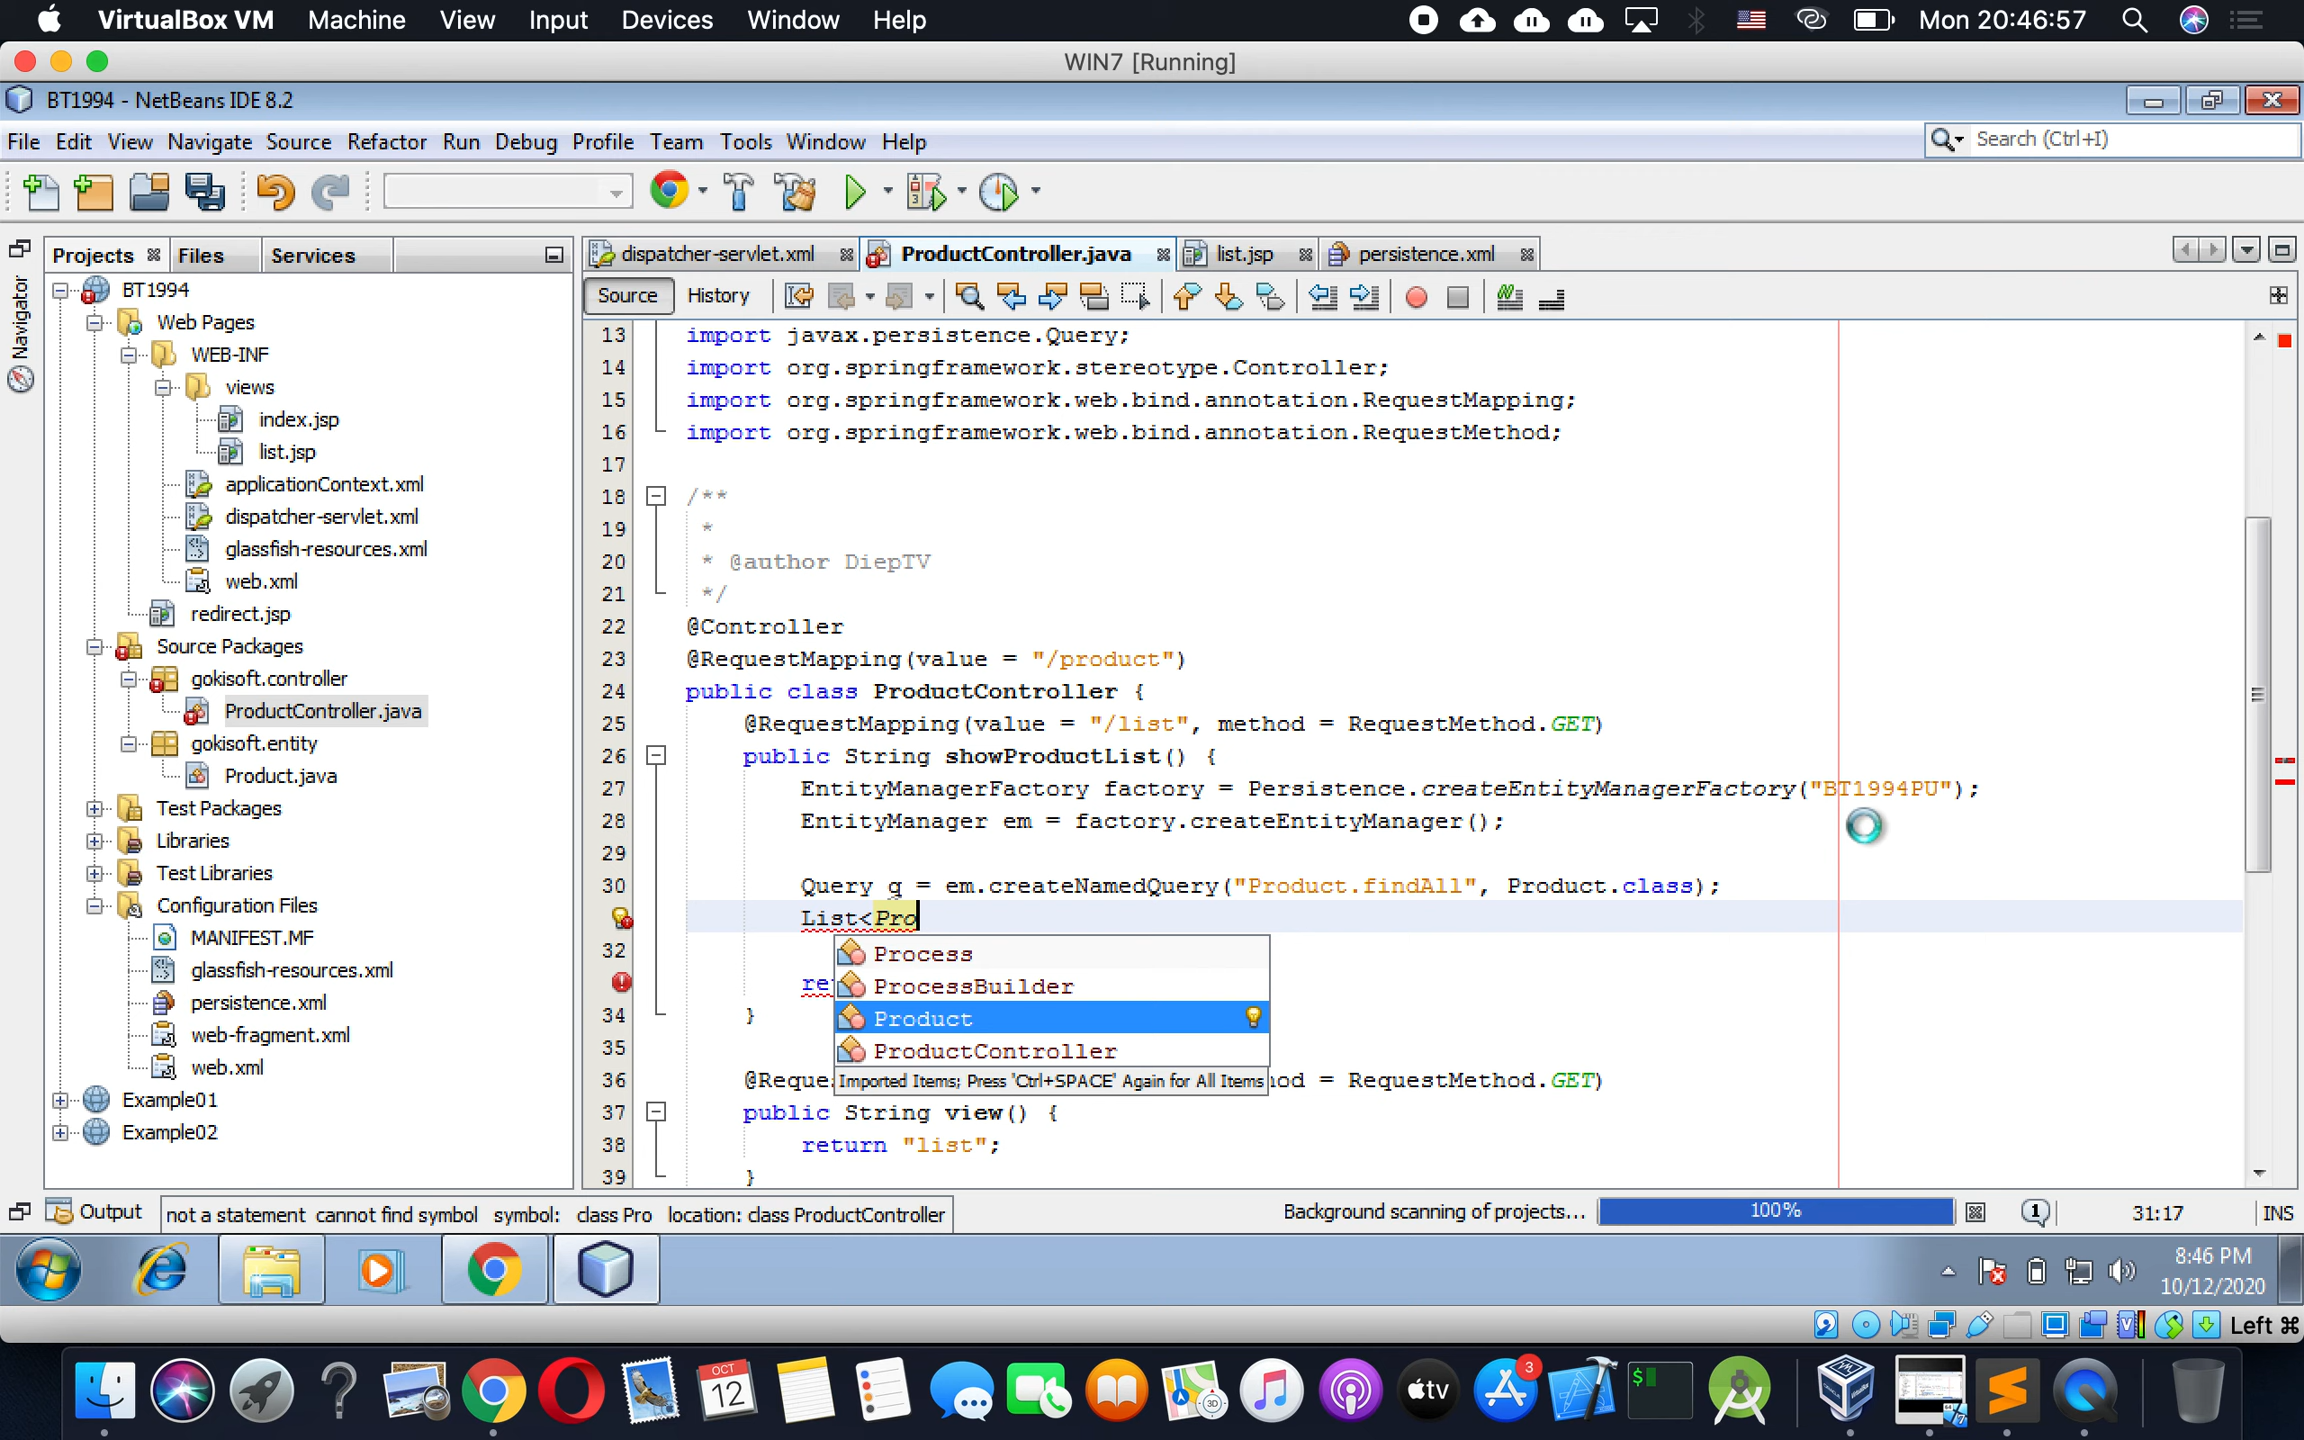 VirtualBox VM Machine View Input Devices Window Help Mon 20:46:57
WIN7 [Running]
BT1994 - NetBeans IDE 8.2
File Edit View Navigate Source Refactor Run Debug Profile Team Tools Window Help Search (Ctrl+I)
Projects Files Services
dispatcher-servlet.xml ProductController.java list.jsp persistence.xml
Source History
Navigator
BT1994
Web Pages
WEB-INF
views
index.jsp
list.jsp
applicationContext.xml
dispatcher-servlet.xml
glassfish-resources.xml
web.xml
redirect.jsp
Source Packages
gokisoft.controller
ProductController.java
gokisoft.entity
Product.java
Test Packages
Libraries
Test Libraries
Configuration Files
MANIFEST.MF
glassfish-resources.xml
persistence.xml
web-fragment.xml
web.xml
Example01
Example02
13 import javax.persistence.Query;
14 import org.springframework.stereotype.Controller;
15 import org.springframework.web.bind.annotation.RequestMapping;
16 import org.springframework.web.bind.annotation.RequestMethod;
17
18 /**
19 *
20 * @author DiepTV
21 */
22 @Controller
23 @RequestMapping(value = "/product")
24 public class ProductController {
25 @RequestMapping(value = "/list", method = RequestMethod.GET)
26 public String showProductList() {
27 EntityManagerFactory factory = Persistence.createEntityManagerFactory("BT1994PU");
28 EntityManager em = factory.createEntityManager();
29
30 Query q = em.createNamedQuery("Product.findAll", Product.class);
List<Pro
32
re
34 }
35
36 @Reque od = RequestMethod.GET)
37 public String view() {
38 return "list";
39 }
Process
ProcessBuilder
Product
ProductController
Imported Items; Press 'Ctrl+SPACE' Again for All Items
Output not a statement cannot find symbol symbol: class Pro location: class ProductController Background scanning of projects... 100% 1 31:17 INS
8:46 PM
10/12/2020
Left ⌘
OCT
12
3D
tv
3
$